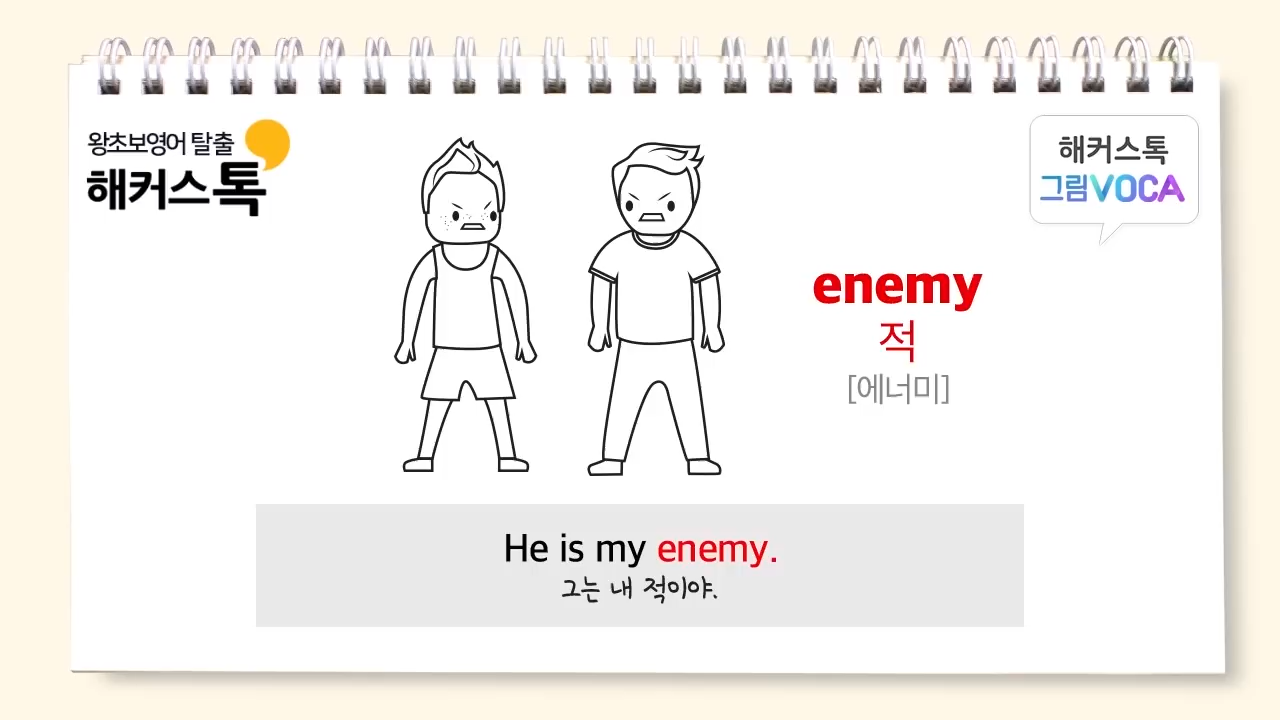 왕초보영어 탈출
해커스톡
해커스톡
그림VOCA
enemy
적
[에너미]
He is my enemy.
그는 내 적이야.